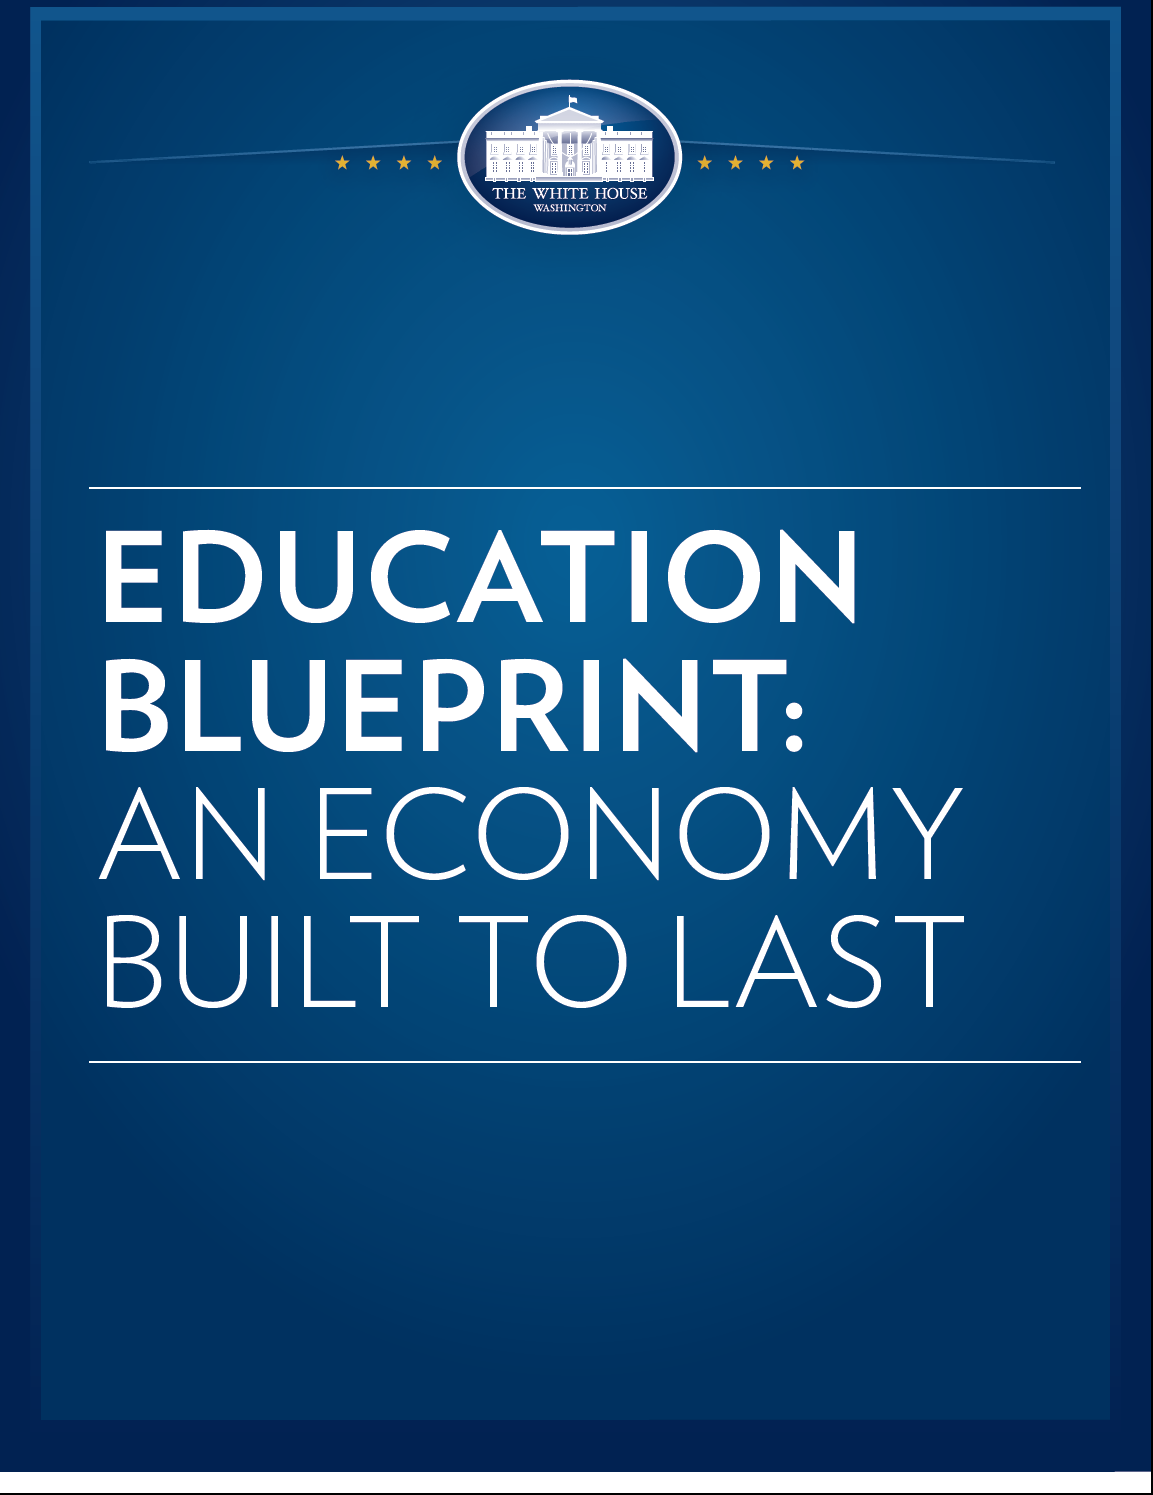 THE WHITE HOUSE
WASHINGTON
EDUCATION
BLUEPRINT:
AN ECONOMY
BUILT TO LAST